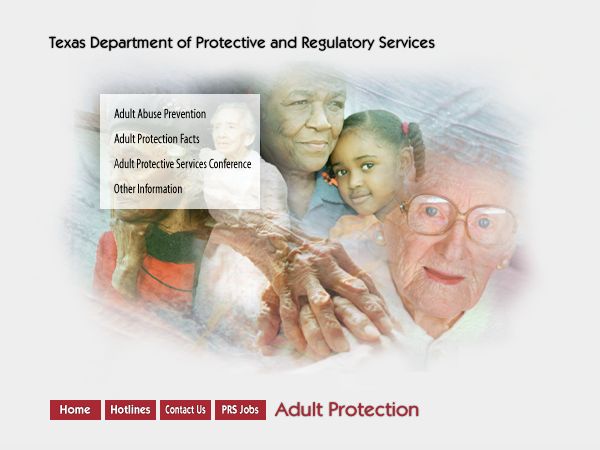 Texas Department of Protective and Regulatory Services
Adult Abuse Prevention
Adult Protection Facts
Adult Protective Services Conference
Other Information
Home
Hotlines
Contact Us
PRS Jobs
Adult Protection